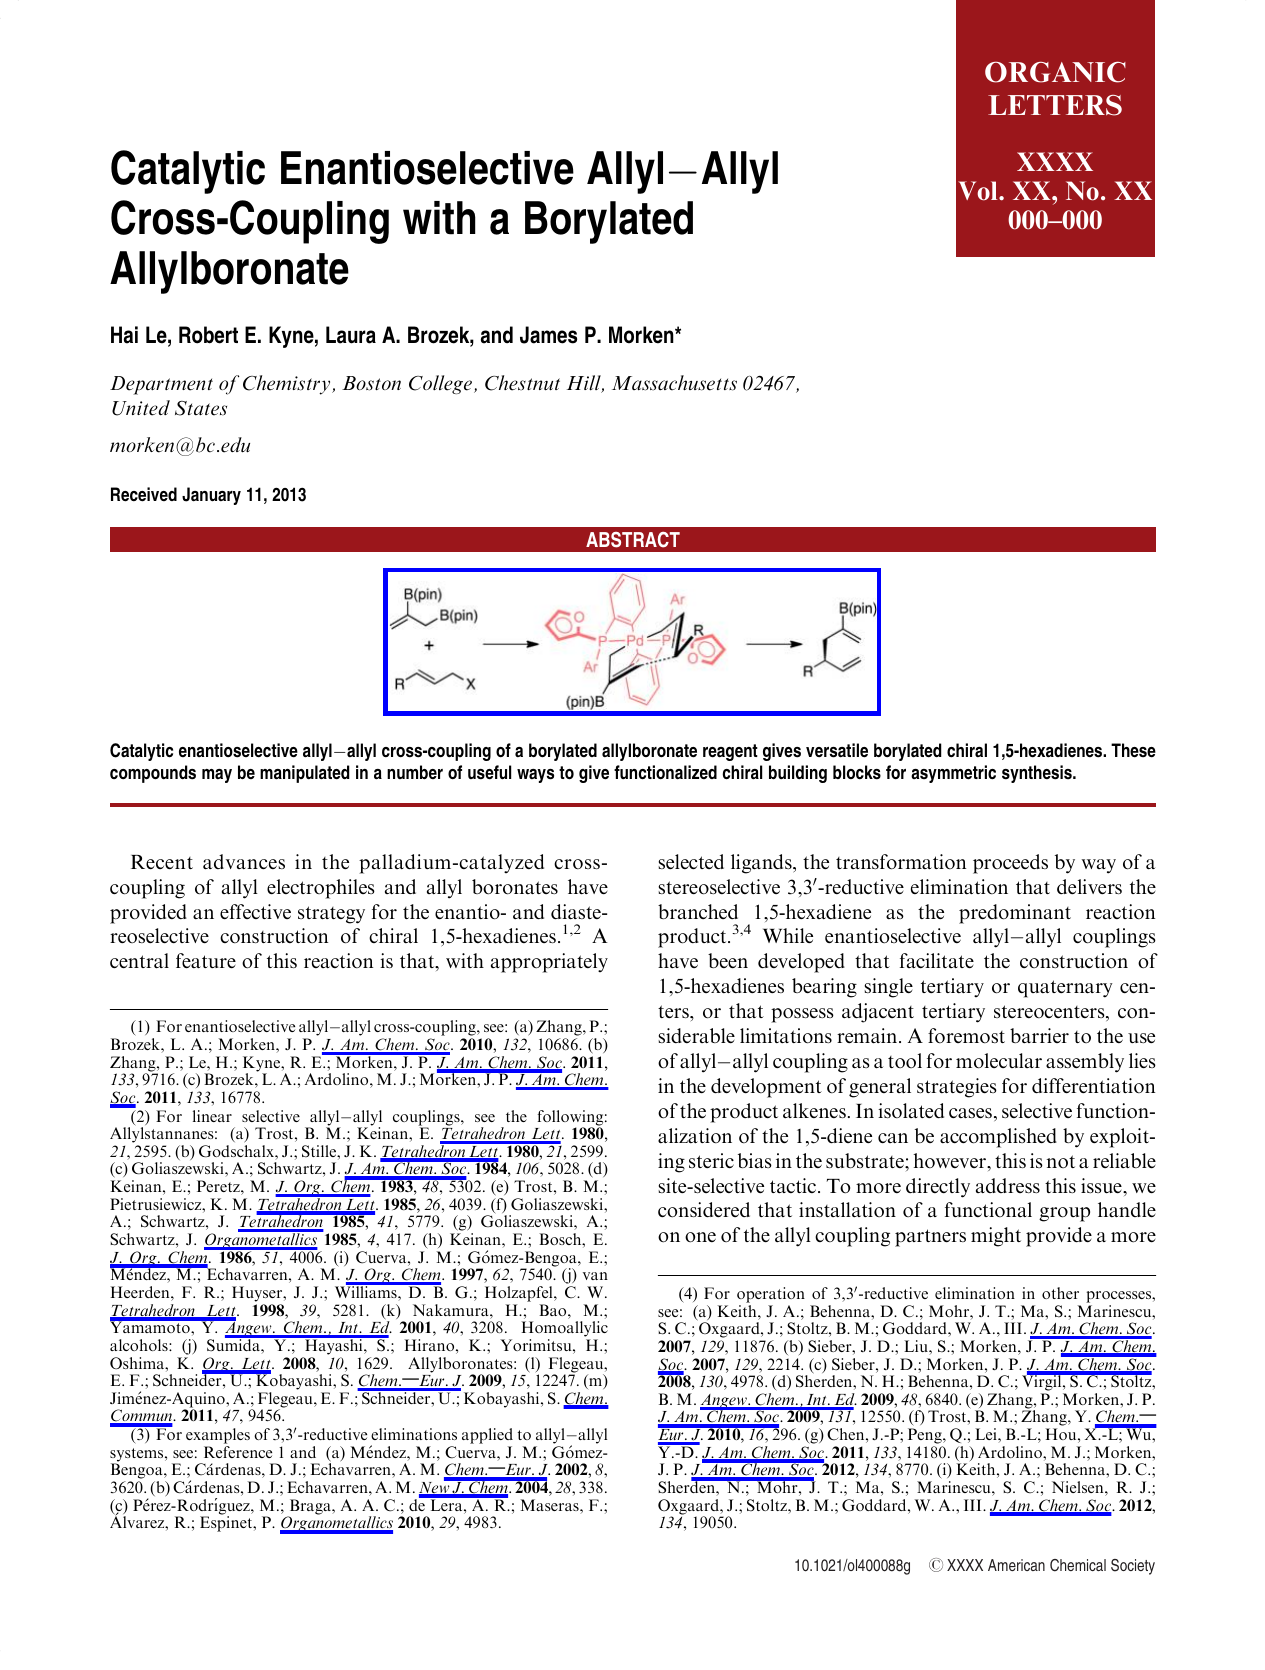 ORGANIC
LETTERS
XXXX
Vol. XX, No. XX
000–000
Catalytic Enantioselective Allyl–Allyl
Cross-Coupling with a Borylated
Allylboronate
Hai Le, Robert E. Kyne, Laura A. Brozek, and James P. Morken*
Department of Chemistry, Boston College, Chestnut Hill, Massachusetts 02467,
United States
morken@bc.edu
Received January 11, 2013
ABSTRACT
B(pin)
B(pin)
+
R
X
O
P
Pd
P
Ar
Ar
R
O
(pin)B
B(pin)
R
Catalytic enantioselective allyl–allyl cross-coupling of a borylated allylboronate reagent gives versatile borylated chiral 1,5-hexadienes. These
compounds may be manipulated in a number of useful ways to give functionalized chiral building blocks for asymmetric synthesis.
Recent advances in the palladium-catalyzed cross-
coupling of allyl electrophiles and allyl boronates have
provided an effective strategy for the enantio- and diaste-
reoselective construction of chiral 1,5-hexadienes.1,2 A
central feature of this reaction is that, with appropriately
(1) For enantioselective allyl–allyl cross-coupling, see: (a) Zhang, P.;
Brozek, L. A.; Morken, J. P. J. Am. Chem. Soc. 2010, 132, 10686. (b)
Zhang, P.; Le, H.; Kyne, R. E.; Morken, J. P. J. Am. Chem. Soc. 2011,
133, 9716. (c) Brozek, L. A.; Ardolino, M. J.; Morken, J. P. J. Am. Chem.
Soc. 2011, 133, 16778.
(2) For linear selective allyl–allyl couplings, see the following:
Allylstannanes: (a) Trost, B. M.; Keinan, E. Tetrahedron Lett. 1980,
21, 2595. (b) Godschalx, J.; Stille, J. K. Tetrahedron Lett. 1980, 21, 2599.
(c) Goliaszewski, A.; Schwartz, J. J. Am. Chem. Soc. 1984, 106, 5028. (d)
Keinan, E.; Peretz, M. J. Org. Chem. 1983, 48, 5302. (e) Trost, B. M.;
Pietrusiewicz, K. M. Tetrahedron Lett. 1985, 26, 4039. (f) Goliaszewski,
A.; Schwartz, J. Tetrahedron 1985, 41, 5779. (g) Goliaszewski, A.;
Schwartz, J. Organometallics 1985, 4, 417. (h) Keinan, E.; Bosch, E.
J. Org. Chem. 1986, 51, 4006. (i) Cuerva, J. M.; Gómez-Bengoa, E.;
Méndez, M.; Echavarren, A. M. J. Org. Chem. 1997, 62, 7540. (j) van
Heerden, F. R.; Huyser, J. J.; Williams, D. B. G.; Holzapfel, C. W.
Tetrahedron Lett. 1998, 39, 5281. (k) Nakamura, H.; Bao, M.;
Yamamoto, Y. Angew. Chem., Int. Ed. 2001, 40, 3208. Homoallylic
alcohols: (j) Sumida, Y.; Hayashi, S.; Hirano, K.; Yorimitsu, H.;
Oshima, K. Org. Lett. 2008, 10, 1629. Allylboronates: (l) Flegeau,
E. F.; Schneider, U.; Kobayashi, S. Chem.—Eur. J. 2009, 15, 12247. (m)
Jiménez-Aquino, A.; Flegeau, E. F.; Schneider, U.; Kobayashi, S. Chem.
Commun. 2011, 47, 9456.
(3) For examples of 3,3′-reductive eliminations applied to allyl–allyl
systems, see: Reference 1 and (a) Méndez, M.; Cuerva, J. M.; Gómez-
Bengoa, E.; Cárdenas, D. J.; Echavarren, A. M. Chem.—Eur. J. 2002, 8,
3620. (b) Cárdenas, D. J.; Echavarren, A. M. New J. Chem. 2004, 28, 338.
(c) Pérez-Rodríguez, M.; Braga, A. A. C.; de Lera, A. R.; Maseras, F.;
Álvarez, R.; Espinet, P. Organometallics 2010, 29, 4983.
selected ligands, the transformation proceeds by way of a
stereoselective 3,3′-reductive elimination that delivers the
branched 1,5-hexadiene as the predominant reaction
product.3,4 While enantioselective allyl–allyl couplings
have been developed that facilitate the construction of
1,5-hexadienes bearing single tertiary or quaternary cen-
ters, or that possess adjacent tertiary stereocenters, con-
siderable limitations remain. A foremost barrier to the use
of allyl–allyl coupling as a tool for molecular assembly lies
in the development of general strategies for differentiation
of the product alkenes. In isolated cases, selective function-
alization of the 1,5-diene can be accomplished by exploit-
ing steric bias in the substrate; however, this is not a reliable
site-selective tactic. To more directly address this issue, we
considered that installation of a functional group handle
on one of the allyl coupling partners might provide a more
(4) For operation of 3,3′-reductive elimination in other processes,
see: (a) Keith, J. A.; Behenna, D. C.; Mohr, J. T.; Ma, S.; Marinescu,
S. C.; Oxgaard, J.; Stoltz, B. M.; Goddard, W. A., III. J. Am. Chem. Soc.
2007, 129, 11876. (b) Sieber, J. D.; Liu, S.; Morken, J. P. J. Am. Chem.
Soc. 2007, 129, 2214. (c) Sieber, J. D.; Morken, J. P. J. Am. Chem. Soc.
2008, 130, 4978. (d) Sherden, N. H.; Behenna, D. C.; Virgil, S. C.; Stoltz,
B. M. Angew. Chem., Int. Ed. 2009, 48, 6840. (e) Zhang, P.; Morken, J. P.
J. Am. Chem. Soc. 2009, 131, 12550. (f) Trost, B. M.; Zhang, Y. Chem.—
Eur. J. 2010, 16, 296. (g) Chen, J.-P; Peng, Q.; Lei, B.-L; Hou, X.-L; Wu,
Y.-D. J. Am. Chem. Soc. 2011, 133, 14180. (h) Ardolino, M. J.; Morken,
J. P. J. Am. Chem. Soc. 2012, 134, 8770. (i) Keith, J. A.; Behenna, D. C.;
Sherden, N.; Mohr, J. T.; Ma, S.; Marinescu, S. C.; Nielsen, R. J.;
Oxgaard, J.; Stoltz, B. M.; Goddard, W. A., III. J. Am. Chem. Soc. 2012,
134, 19050.
10.1021/ol400088g © XXXX American Chemical Society